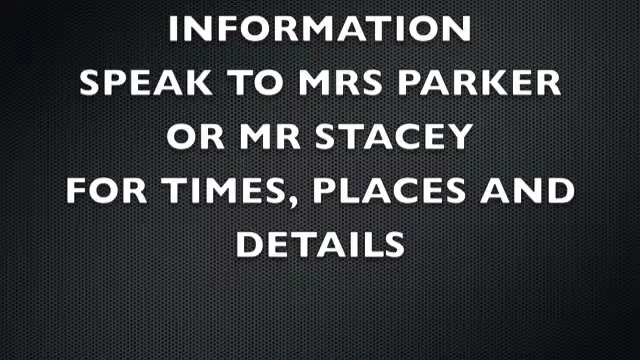 INFORMATION
SPEAK TO MRS PARKER
OR MR STACEY
FOR TIMES, PLACES AND
DETAILS